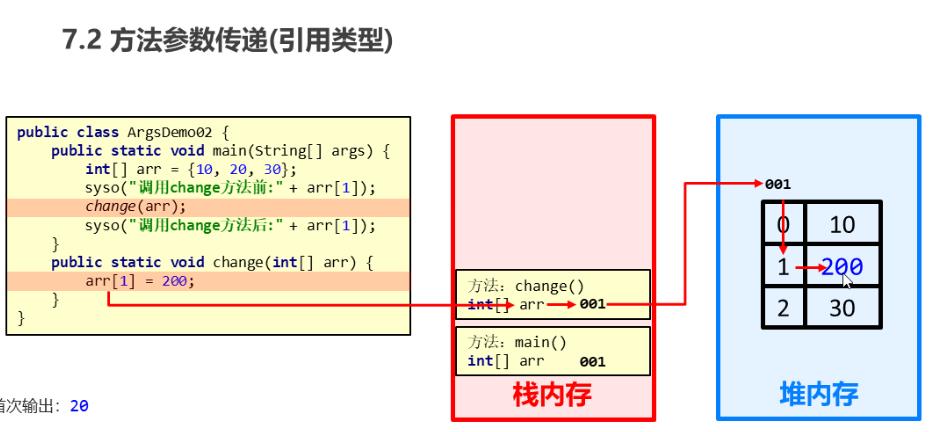 7.2 方法参数传递(引用类型)
public class ArgsDemo02 {
public static void main(String[] args) {
int[] arr = {10, 20, 30};
syso("调用change方法前:" + arr[1]);
change(arr);
syso("调用change方法后:" + arr[1]);
}
public static void change(int[] arr) {
arr[1] = 200;
}
}
方法: change()
int[] arr 001
方法: main()
int[] arr 001
栈内存
001
0 10
1 200
2 30
堆内存
首次输出: 20